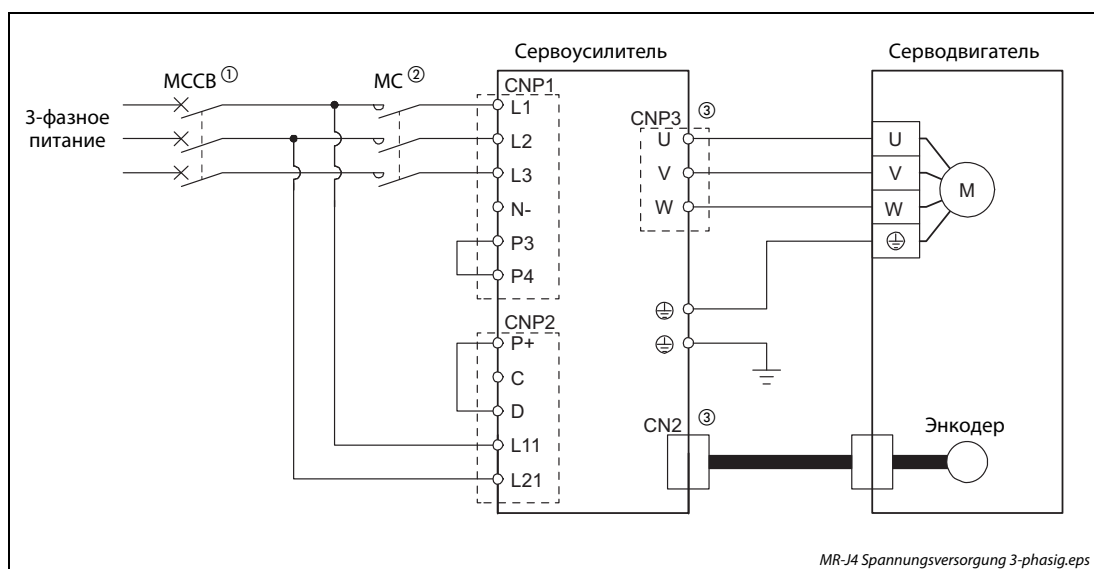 Сервоусилитель
Серводвигатель
MCCB ①
MC ②
CNP1
3-фазное
питание
L1
L2
L3
N-
P3
P4
CNP3 ③
U
V
W
U
V
W
M
CNP2
P+
C
D
L11
L21
CN2 ③
Энкодер
MR-J4 Spannungsversorgung 3-phasig.eps